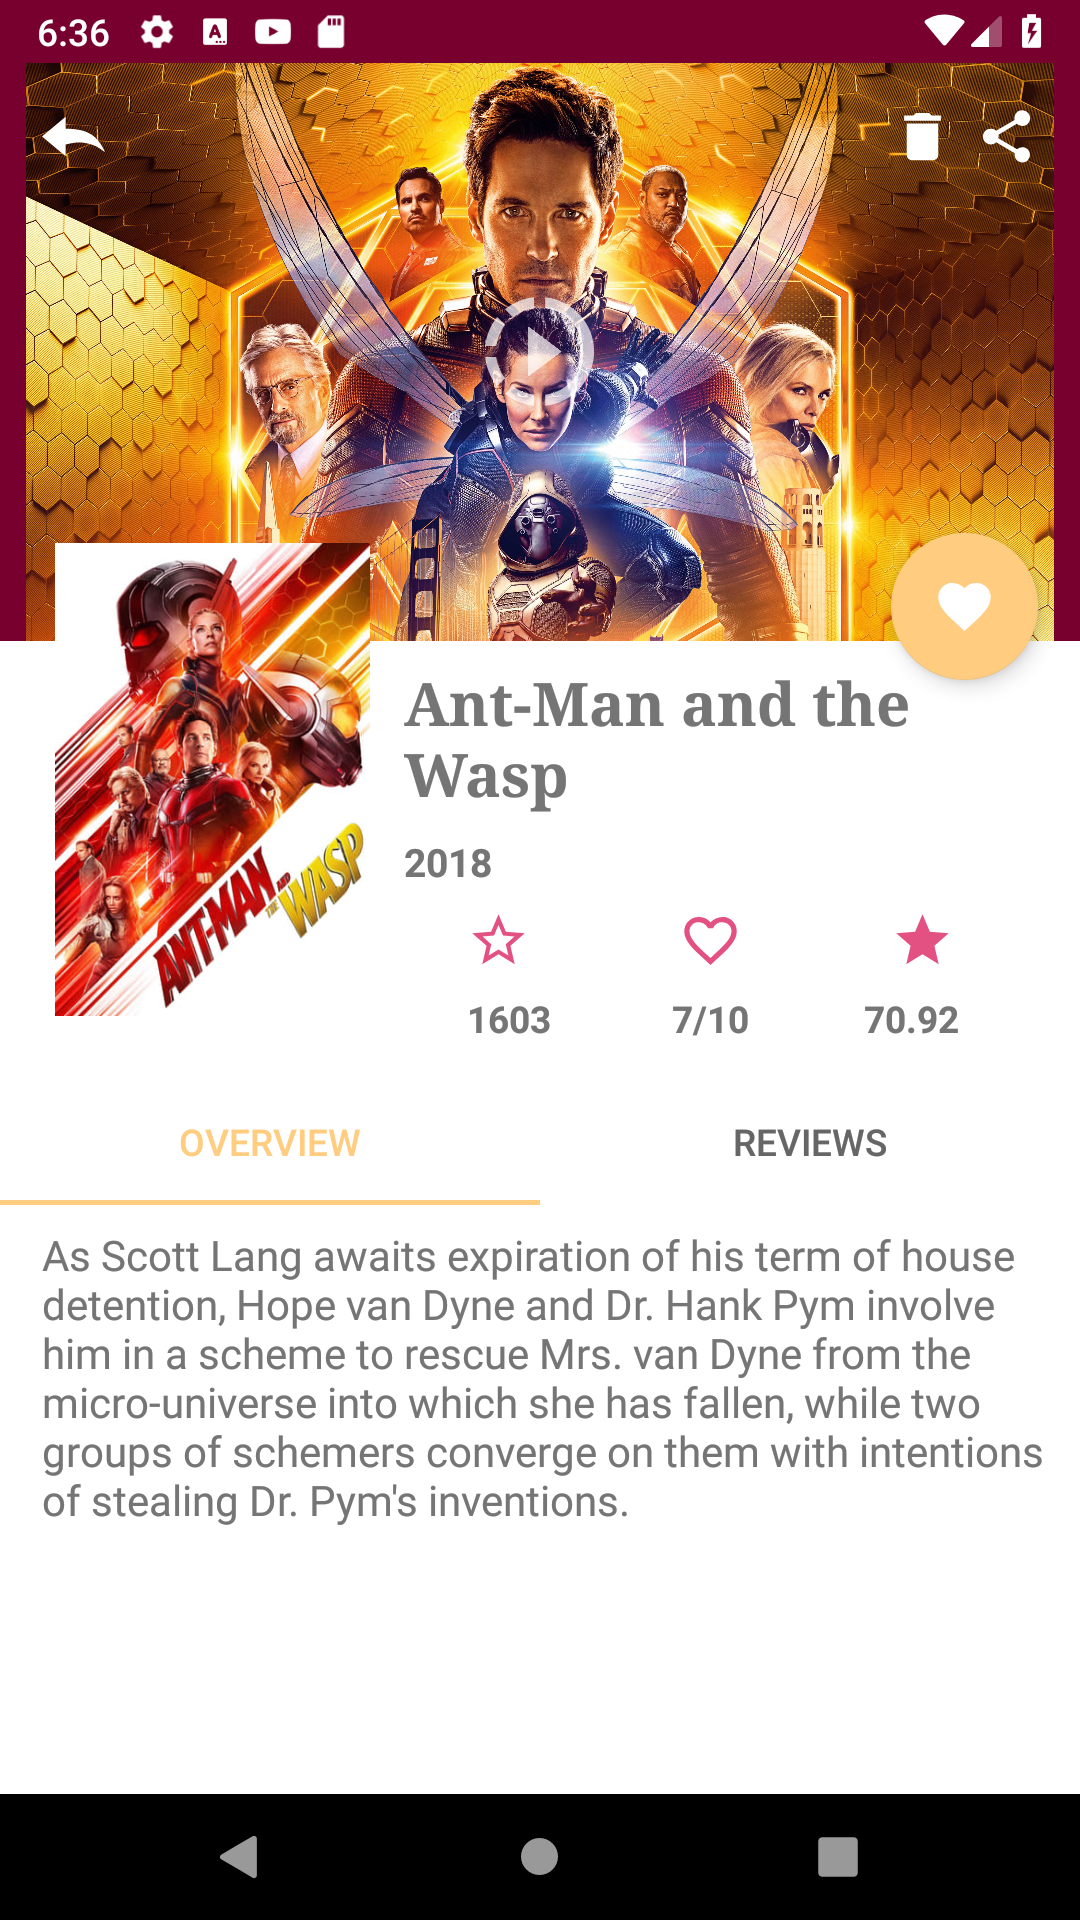 6:36
ANT-MAN
AND THE
WASP
Ant-Man and the
Wasp
2018
1603 7/10 70.92
OVERVIEW REVIEWS
As Scott Lang awaits expiration of his term of house
detention, Hope van Dyne and Dr. Hank Pym involve
him in a scheme to rescue Mrs. van Dyne from the
micro-universe into which she has fallen, while two
groups of schemers converge on them with intentions
of stealing Dr. Pym's inventions.